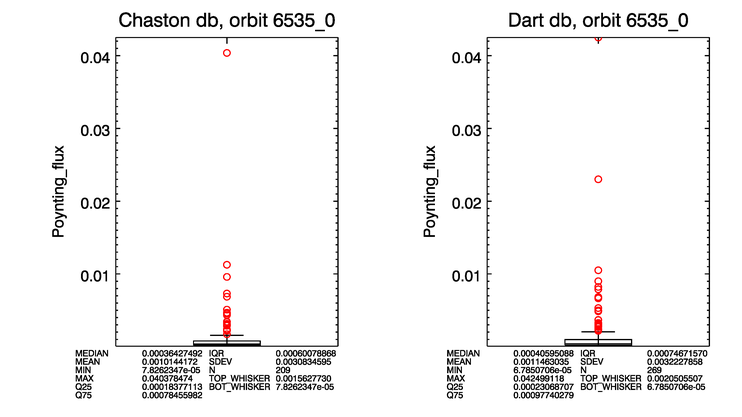 Chaston db, orbit 6535_0
0.04
0.03
0.02
0.01
Poynting_flux
MEDIAN 0.00036427492 IQR 0.00060078868
MEAN 0.0010144172 SDEV 0.0030834595
MIN 7.8262347e-05 N 209
MAX 0.040378474 TOP_WHISKER 0.0015627730
Q25 0.00018377113 BOT_WHISKER 7.8262347e-05
Q75 0.00078455982
Dart db, orbit 6535_0
0.04
0.03
0.02
0.01
Poynting_flux
MEDIAN 0.00040595088 IQR 0.00074671570
MEAN 0.0011463035 SDEV 0.0032227858
MIN 6.7850706e-05 N 269
MAX 0.042499118 TOP_WHISKER 0.0020505507
Q25 0.00023068707 BOT_WHISKER 6.7850706e-05
Q75 0.00097740279